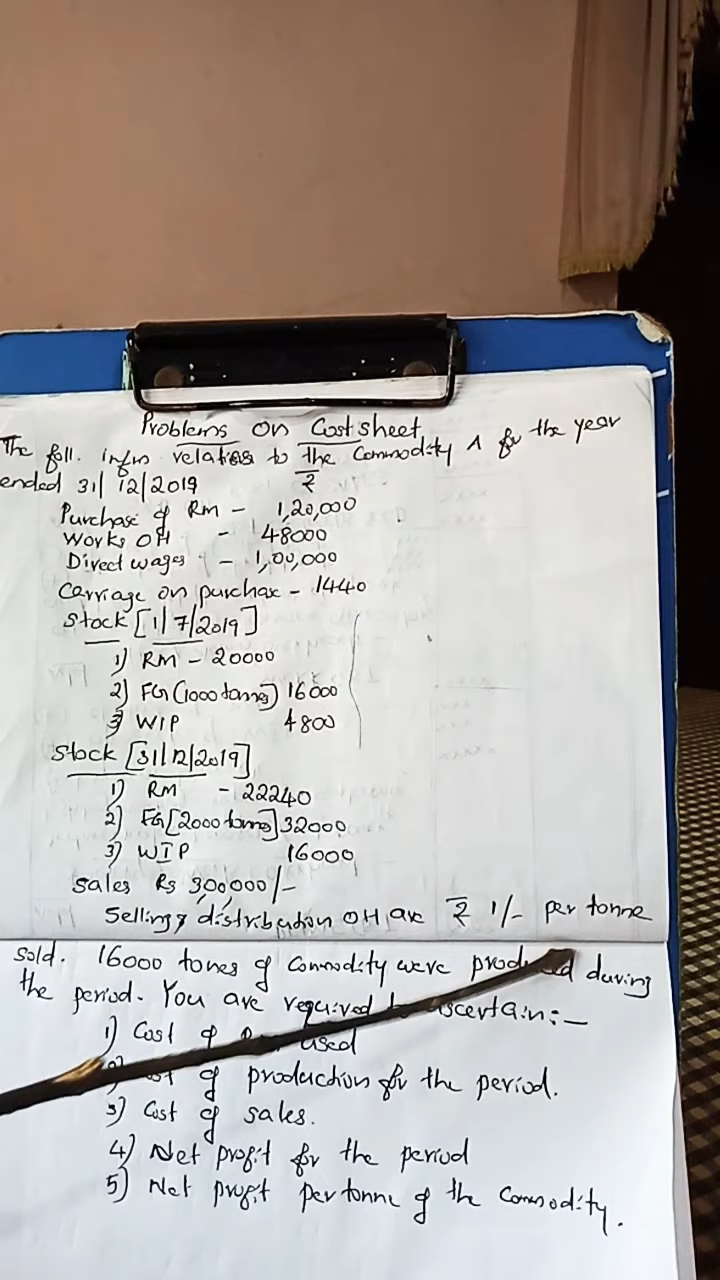 Problems on Cost sheet
The foll. infm relates to the Commodity A for the year
ended 31/12/2019 ₹
Purchase of RM - 1,20,000
Works OH - 48000
Direct wages - 1,00,000
Carriage on purchase - 1440
Stock [1/7/2019]
1) RM - 20000
2) FG (1000 tonnes) 16000
3) WIP 4800
Stock [31/12/2019]
1) RM - 22240
2) FG [2000 tonnes] 32000
3) WIP 16000
Sales Rs 300,000/-
Selling & distribution OH are ₹ 1/- per tonne
sold. 16000 tones of Commodity were produced during
the period. You are required to ascertain:-
1) Cost of used
of production for the period.
3) Cost of sales.
4) Net profit for the period
5) Net profit per tonne of the Commodity.